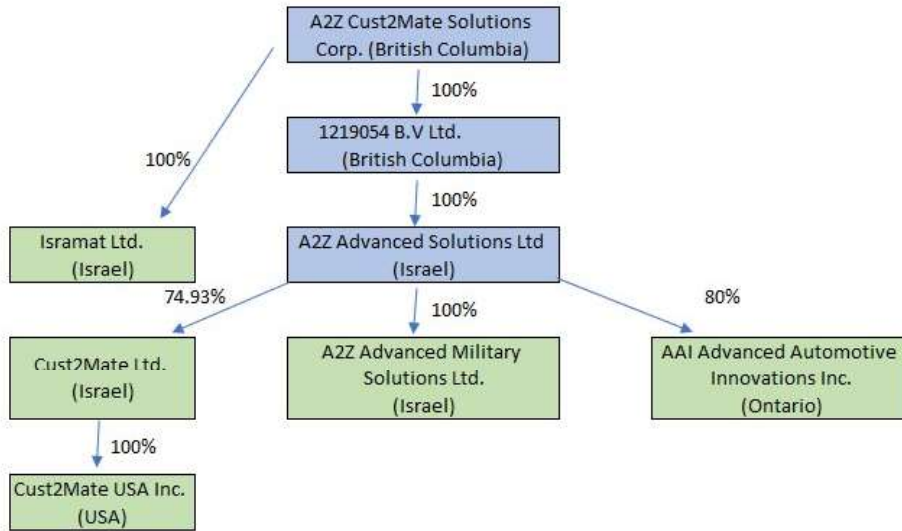 A2Z Cust2Mate Solutions
Corp. (British Columbia)
100%
1219054 B.V Ltd.
(British Columbia)
100%
100%
Isramat Ltd.
(Israel)
A2Z Advanced Solutions Ltd
(Israel)
74.93%
100%
80%
Cust2Mate Ltd.
(Israel)
A2Z Advanced Military
Solutions Ltd.
(Israel)
AAI Advanced Automotive
Innovations Inc.
(Ontario)
100%
Cust2Mate USA Inc.
(USA)